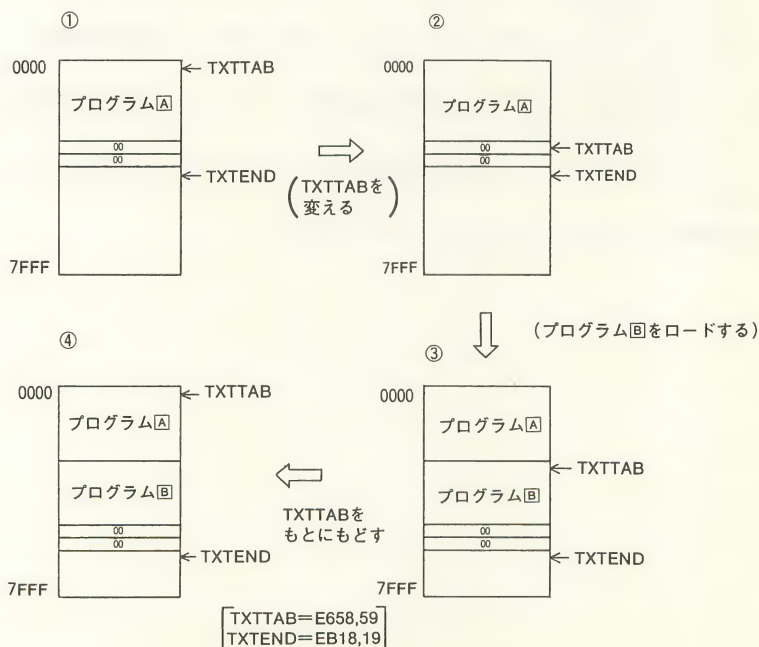 ①
0000
TXTTAB
プログラムA
00
00
TXTEND
7FFF
(TXTTABを
変える)
②
0000
プログラムA
00
00
TXTTAB
TXTEND
7FFF
(プログラムBをロードする)
③
0000
プログラムA
TXTTAB
プログラムB
00
00
TXTEND
7FFF
TXTTABを
もとにもどす
④
0000
TXTTAB
プログラムA
プログラムB
00
00
TXTEND
7FFF
[TXTTAB=E658,59
TXTEND=EB18,19]